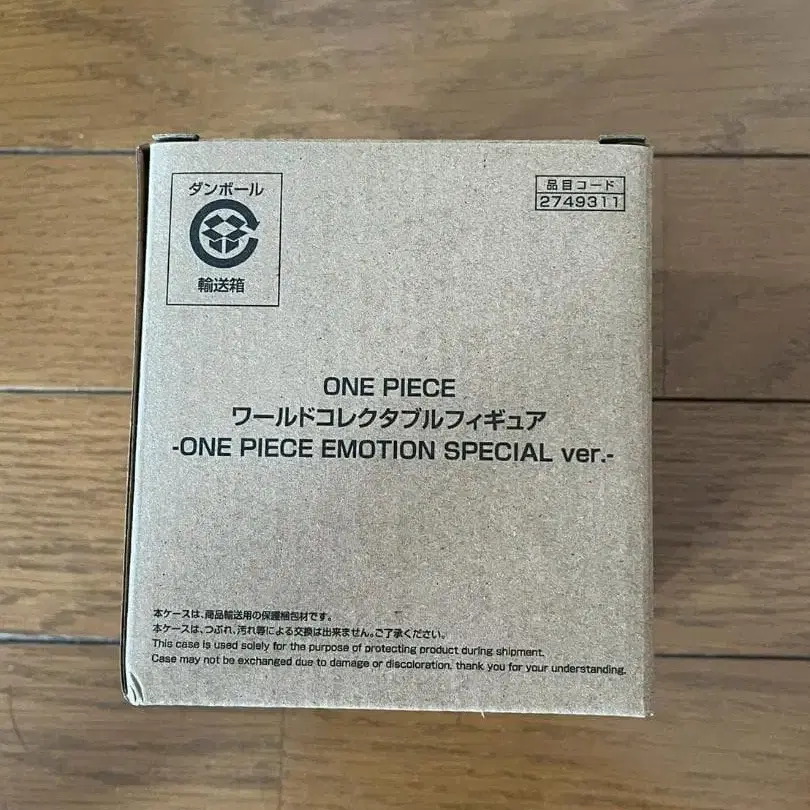 ダンボール
輸送箱
品目コード
2749311
ONE PIECE
ワールドコレクタブルフィギュア
-ONE PIECE EMOTION SPECIAL ver.-
本ケースは、商品輸送用の保護梱包材です。
本ケースは、つぶれ、汚れ等による交換は出来ません。ご了承ください。
This case is used solely for the purpose of protecting product during shipment.
Case may not be exchanged due to damage or discoloration, thank you for your understanding.